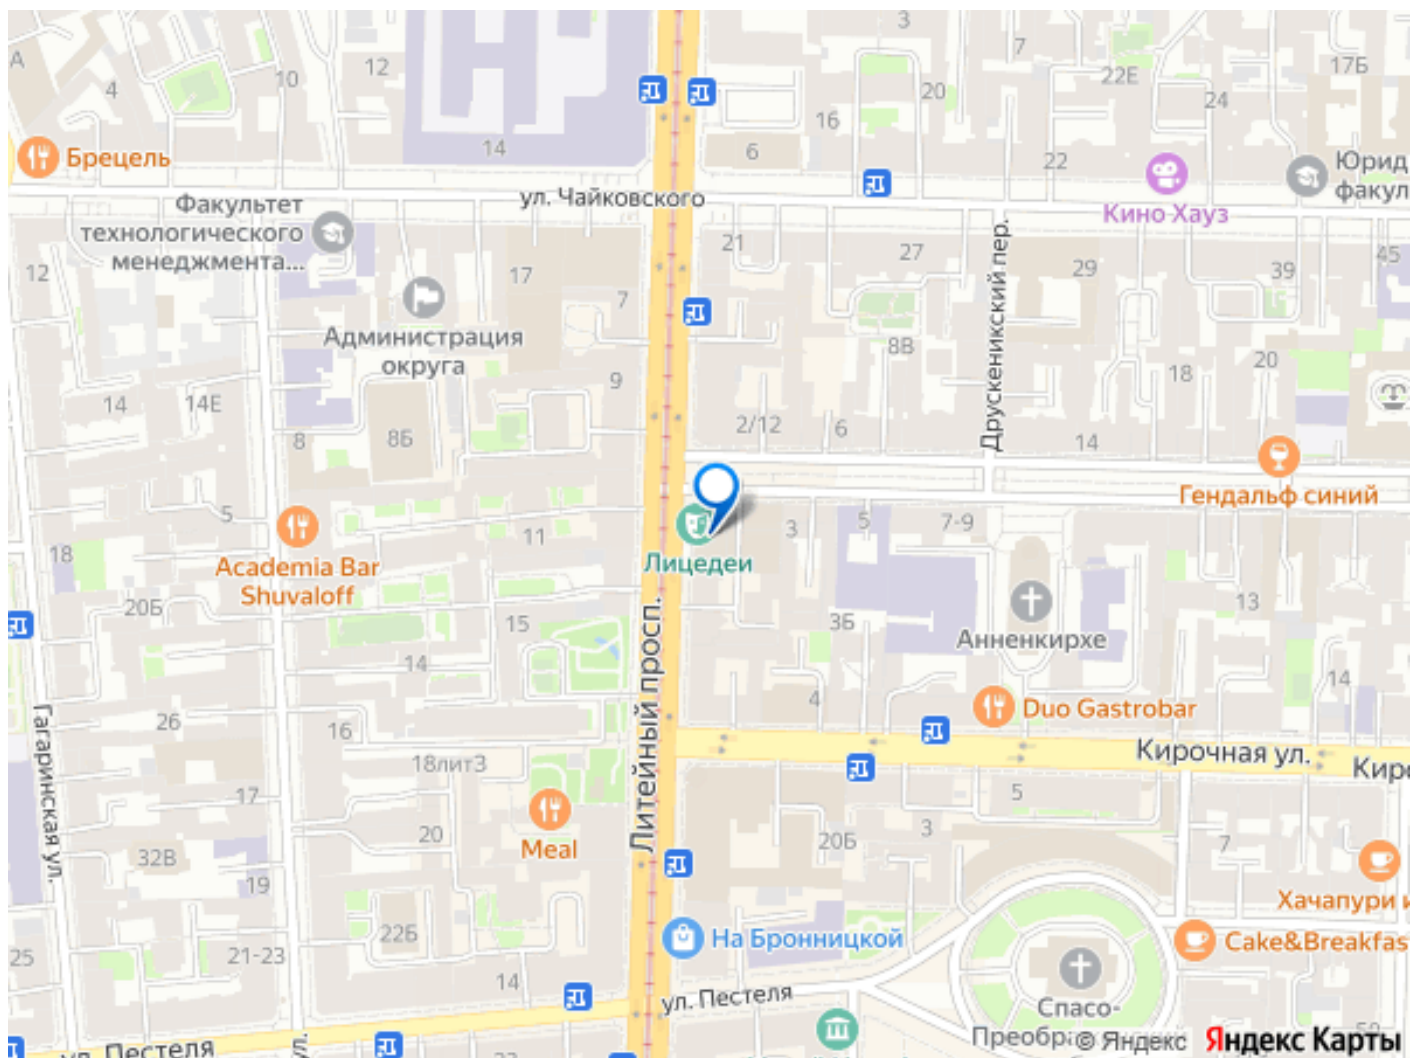 3
7
А
12
10
4
22Е
17Б
20
24
16
14
6
22
Брецель
Юрид
факул
ул. Чайковского
Кино Хауз
Факультет
технологического
менеджмента...
21
27
Друскеникский пер.
29
39
45
12
17
7
Администрация
округа
8В
9
18
20
14
14Е
8
8Б
2/12
6
14
Гендальф синий
5
11
3
5
7-9
18
Academia Bar
Shuvaloff
Лицедеи
20Б
15
3Б
Анненкирхе
13
14
14
4
Duo Gastrobar
Гагаринская ул.
26
16
Литейный просп.
Кирочная ул.
Киро
18лит3
17
5
20
20Б
3
7
Meal
32В
19
Хачапури и
22Б
На Бронницкой
Cake&Breakfas
25
21-23
14
ул. Пестеля
Спасо-
Преобра
© Яндекс
Яндекс Карты
ул. Пестеля
ул.
23
12